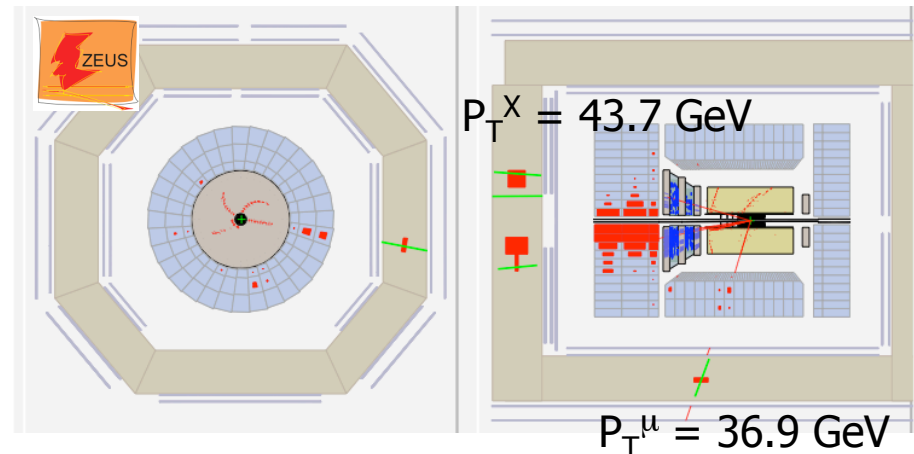 ZEUS
P_T^X = 43.7 GeV
P_T^μ = 36.9 GeV